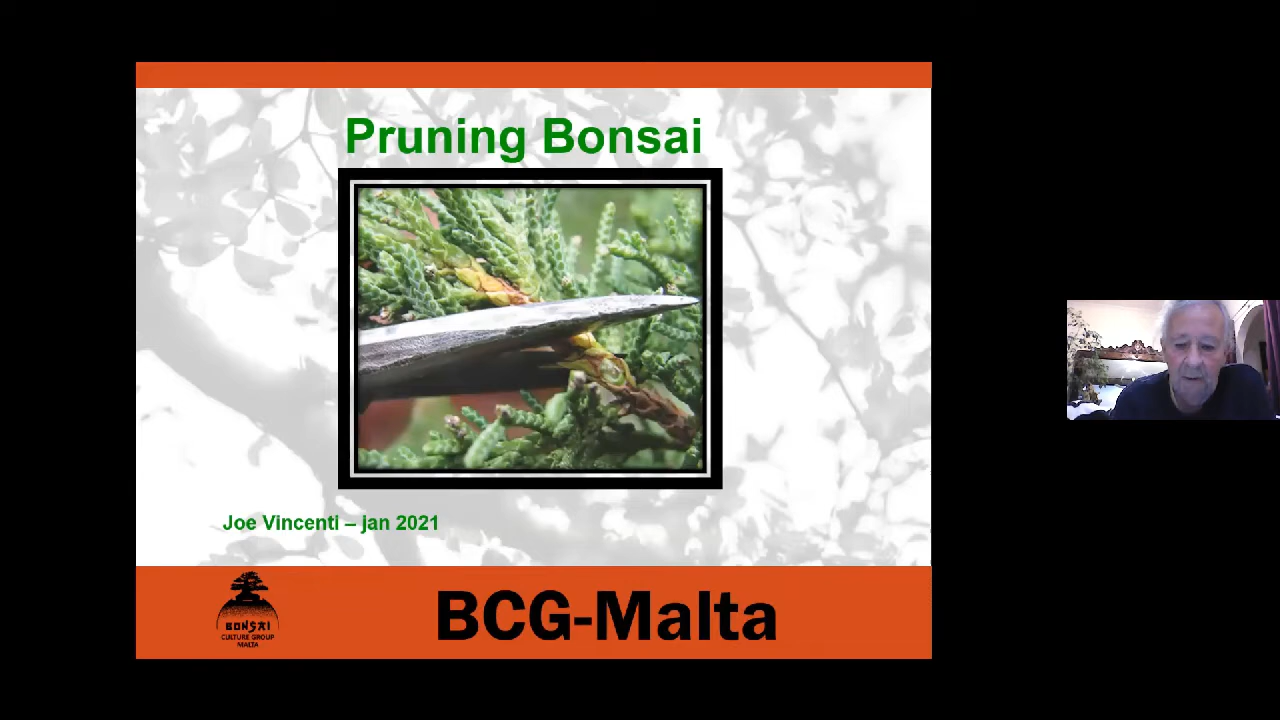 Pruning Bonsai
Joe Vincenti – jan 2021
BONSAI
CULTURE GROUP
MALTA
BCG-Malta